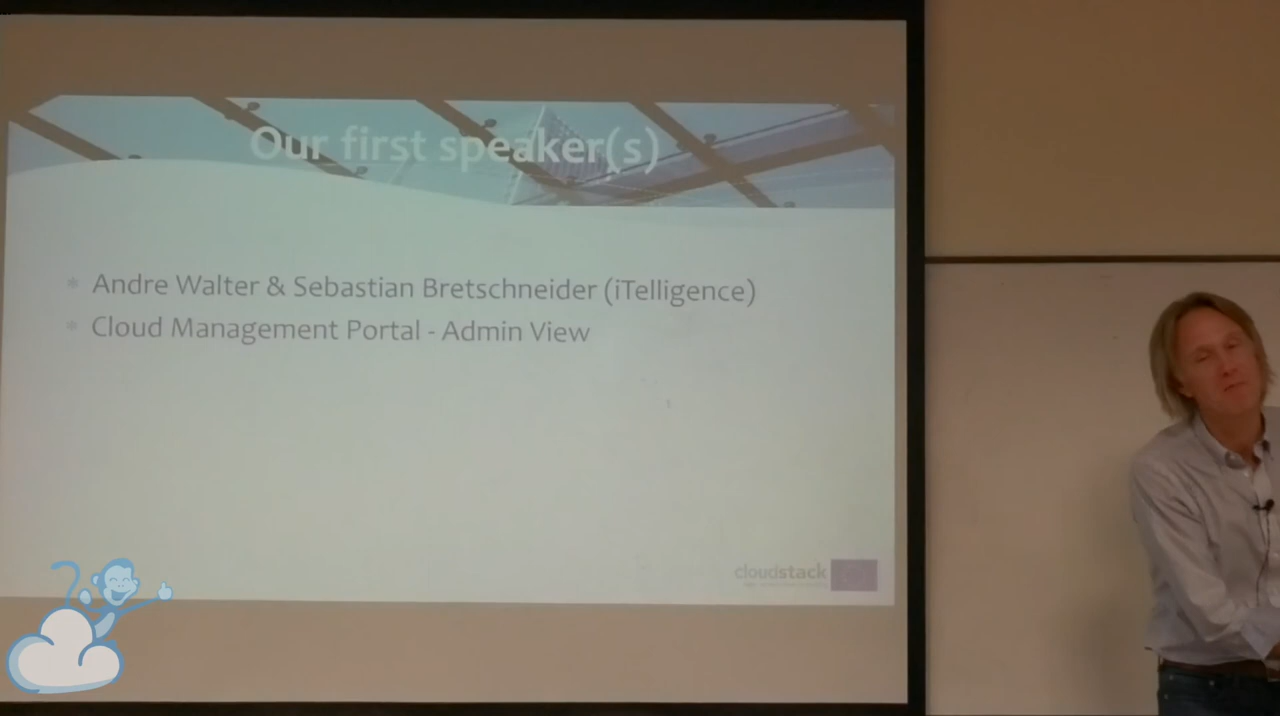 Our first speaker(s)
* Andre Walter & Sebastian Bretschneider (iTelligence)
* Cloud Management Portal - Admin View
cloudstack